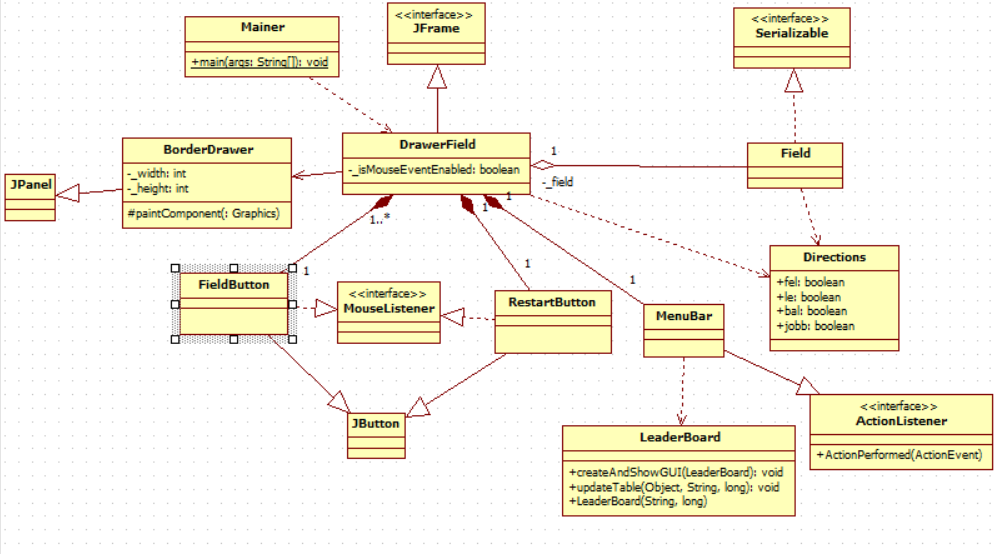 Mainer
+main(args: String[]): void
<<interface>>
JFrame
<<interface>>
Serializable
BorderDrawer
-_width: int
-_height: int
#paintComponent(: Graphics)
JPanel
DrawerField
-_isMouseEventEnabled: boolean
1
-_field
Field
1..*
1
1
1
1
1
FieldButton
<<interface>>
MouseListener
RestartButton
MenuBar
Directions
+fel: boolean
+le: boolean
+bal: boolean
+jobb: boolean
JButton
LeaderBoard
+createAndShowGUI(LeaderBoard): void
+updateTable(Object, String, long): void
+LeaderBoard(String, long)
<<interface>>
ActionListener
+ActionPerformed(ActionEvent)